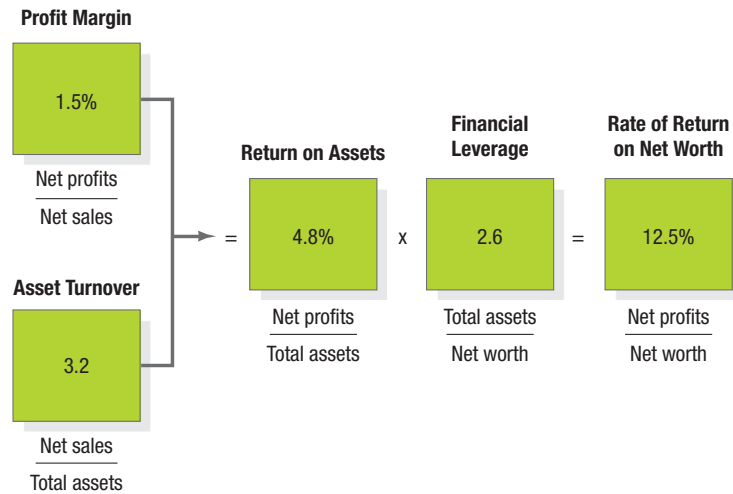 Profit Margin
1.5%
Net profits
Net sales
Asset Turnover
3.2
Net sales
Total assets
=
Return on Assets
4.8%
Net profits
Total assets
x
Financial
Leverage
2.6
Total assets
Net worth
=
Rate of Return
on Net Worth
12.5%
Net profits
Net worth